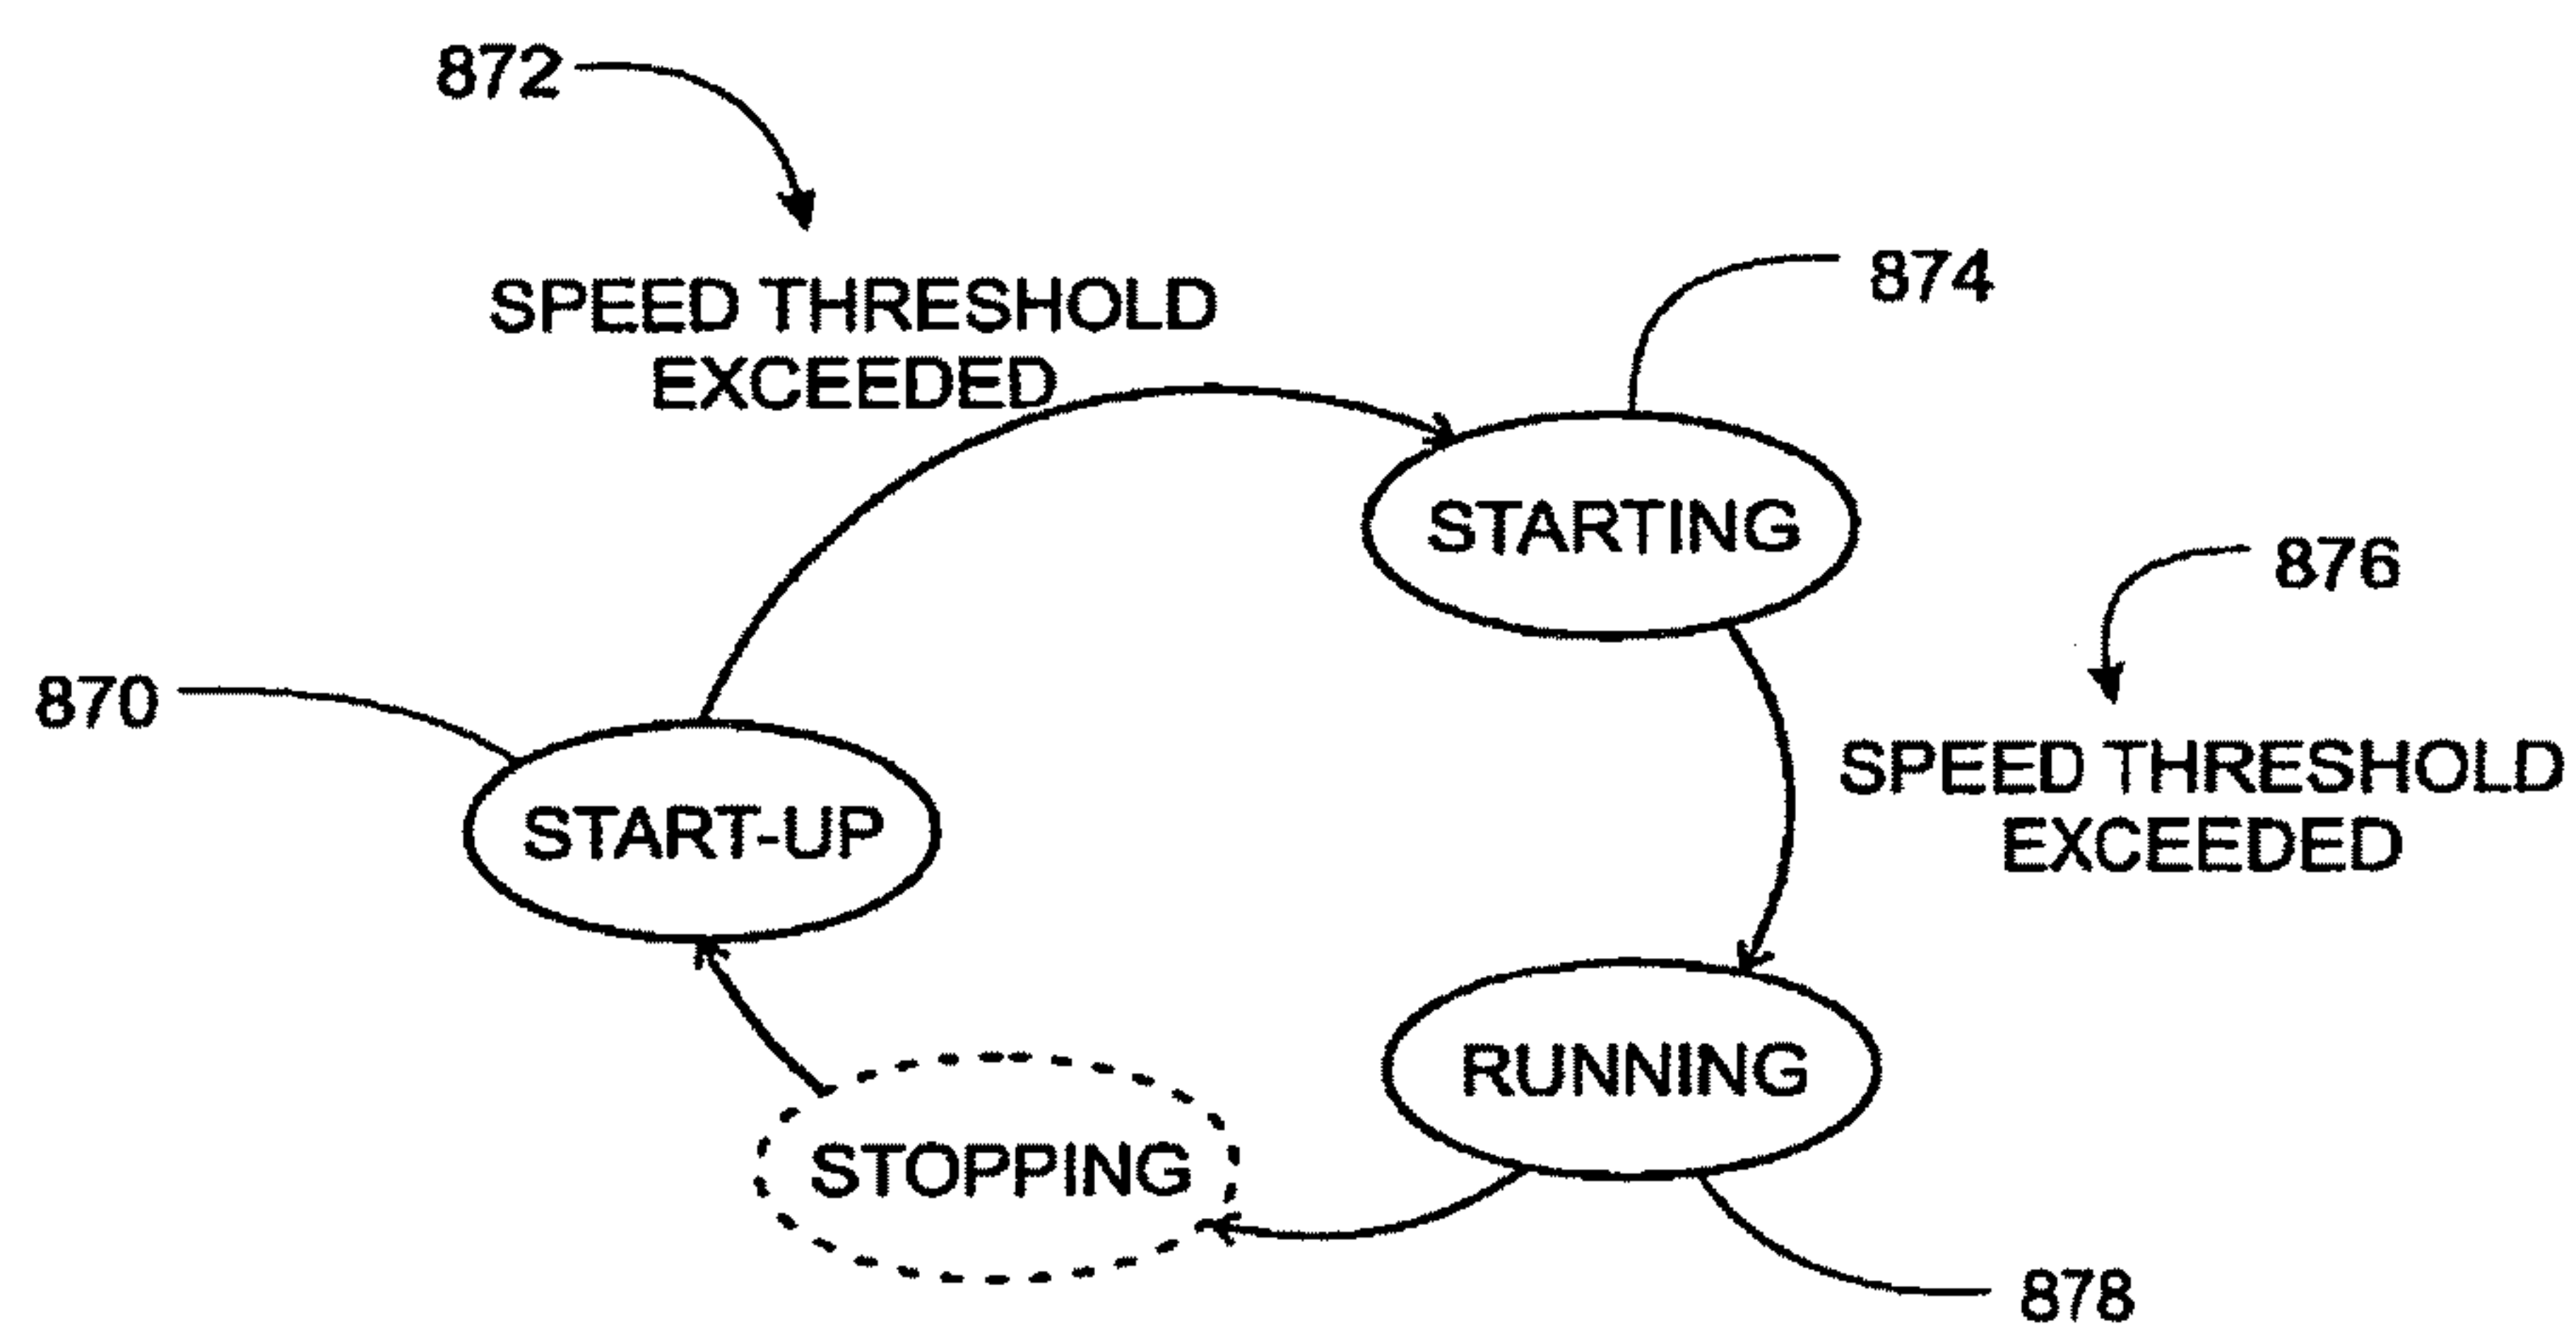 872
SPEED THRESHOLD
EXCEEDED
874
STARTING
876
870
SPEED THRESHOLD
EXCEEDED
START-UP
RUNNING
STOPPING
878